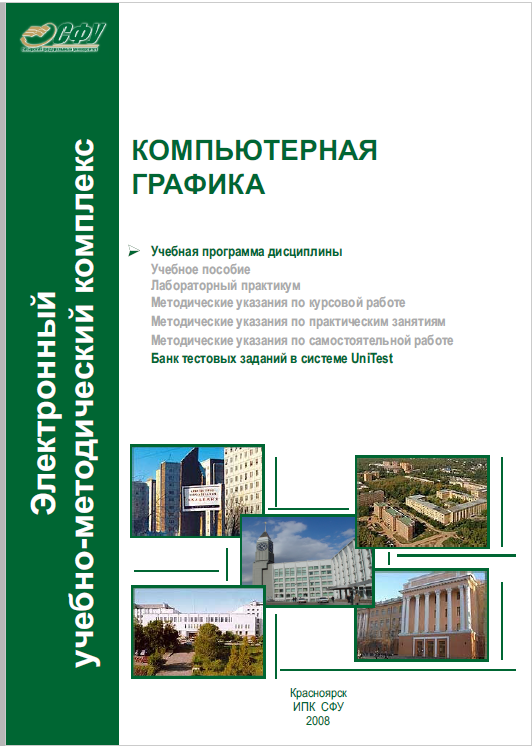 СФУ
Электронный
учебно-методический комплекс
КОМПЬЮТЕРНАЯ
ГРАФИКА
Учебная программа дисциплины
Учебное пособие
Лабораторный практикум
Методические указания по курсовой работе
Методические указания по практическим занятиям
Методические указания по самостоятельной работе
Банк тестовых заданий в системе UniTest
Красноярск
ИПК СФУ
2008